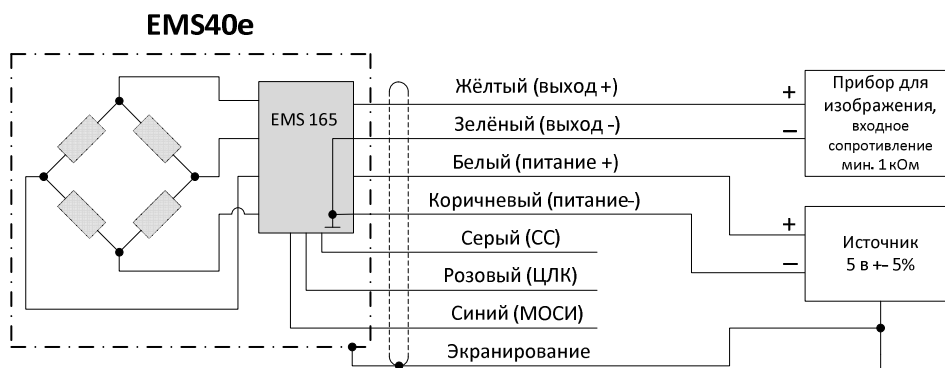 EMS40e
EMS 165
Жёлтый (выход +)
Зелёный (выход -)
Белый (питание +)
Коричневый (питание-)
Серый (СС)
Розовый (ЦЛК)
Синий (МОСИ)
Экранирование
+
−
Прибор для
изображения,
входное
сопротивление
мин. 1 кОм
+
−
Источник
5 в +- 5%